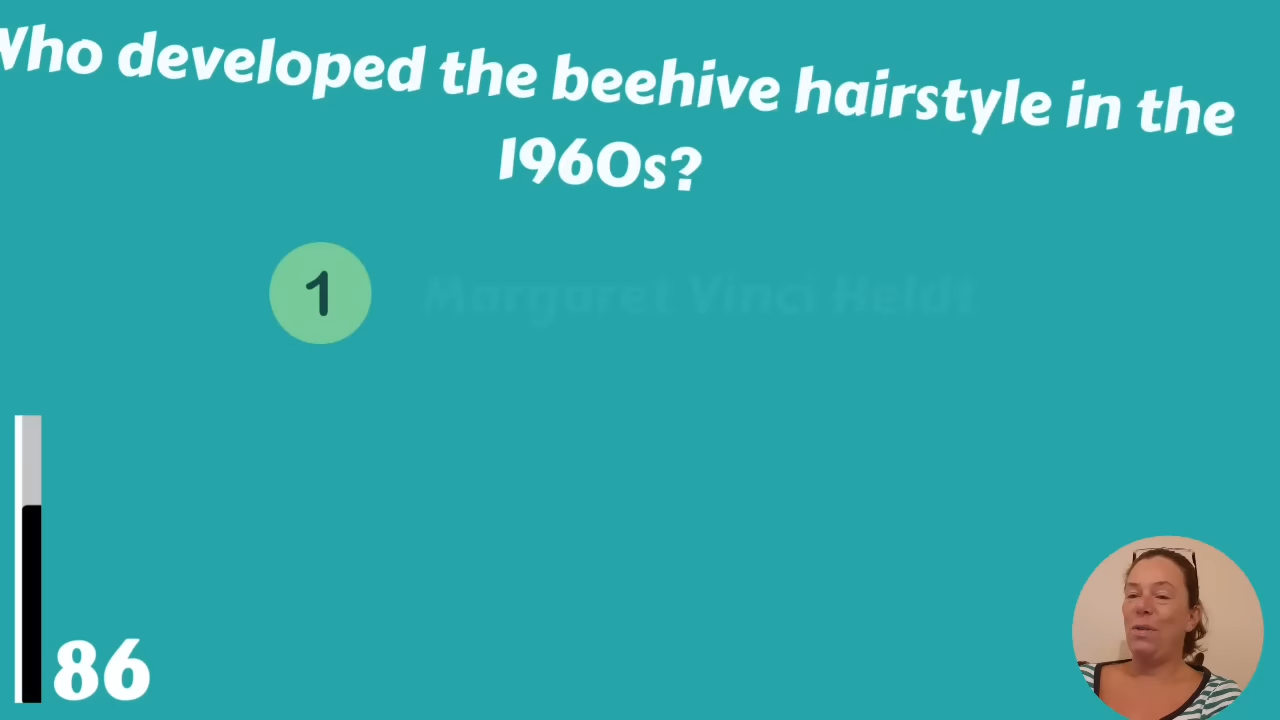 Who developed the beehive hairstyle in the
1960s?
1 Margaret Vinci Heldt
86